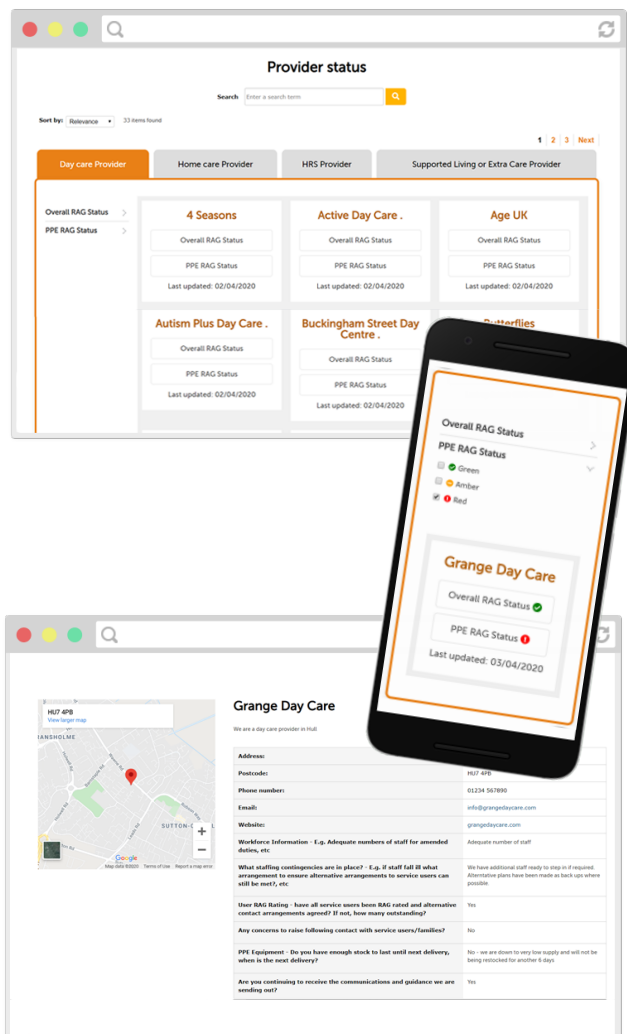 Provider status
Search Enter a search term
Sort by: Relevance 33 items found
1 2 3 Next
Day care Provider Home care Provider HRS Provider Supported Living or Extra Care Provider
Overall RAG Status
PPE RAG Status
4 Seasons
Overall RAG Status
PPE RAG Status
Last updated: 02/04/2020
Active Day Care .
Overall RAG Status
PPE RAG Status
Last updated: 02/04/2020
Age UK
Overall RAG Status
PPE RAG Status
Last updated: 02/04/2020
Autism Plus Day Care .
Overall RAG Status
PPE RAG Status
Last updated: 02/04/2020
Buckingham Street Day
Centre .
Overall RAG Status
PPE RAG Status
Last updated: 02/04/2020
Butterflies
Overall RAG Status
PPE RAG Status
Green
Amber
Red
Grange Day Care
Overall RAG Status
PPE RAG Status
Last updated: 03/04/2020
HU7 4PB
View larger map
RANSHOLME
SUTTON-O
Google
Map data ©2020 Terms of Use Report a map error
Grange Day Care
We are a day care provider in Hull
Address:
Postcode: HU7 4PB
Phone number: 01234 567890
Email: info@grangedaycare.com
Website: grangedaycare.com
Workforce Information - E.g. Adequate numbers of staff for amended
duties, etc
Adequate number of staff
What staffing contingencies are in place? - E.g. if staff fall ill what
arrangement to ensure alternative arrangements to service users can
still be met?, etc
We have additional staff ready to step in if required.
Alterntative plans have been made as back ups where
possible.
User RAG Rating - have all service users been RAG rated and alternative
contact arrangements agreed? If not, how many outstanding?
Yes
Any concerns to raise following contact with service users/families? No
PPE Equipment - Do you have enough stock to last until next delivery,
when is the next delivery?
No - we are down to very low supply and will not be
being restocked for another 6 days
Are you continuing to receive the communications and guidance we are
sending out?
Yes